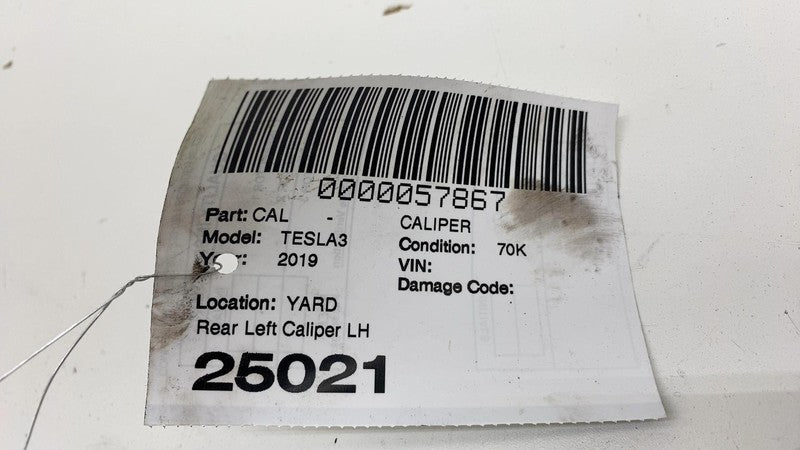 0000057867
Part: CAL - CALIPER
Model: TESLA3 Condition: 70K
Year: 2019 VIN:
Damage Code:
Location: YARD
Rear Left Caliper LH
25021